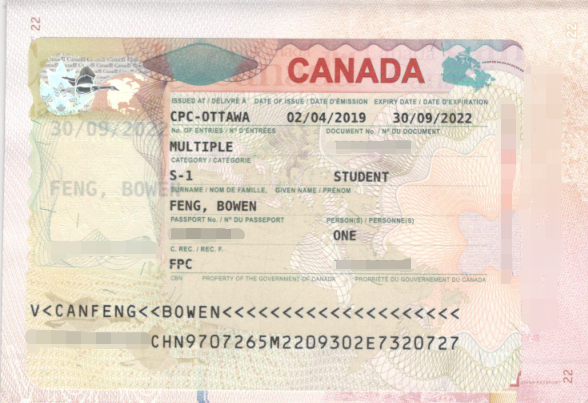 22
CANADA
ISSUED AT / DÉLIVRÉ À DATE OF ISSUE / DATE D'ÉMISSION EXPIRY DATE / DATE D'EXPIRATION
CPC-OTTAWA 02/04/2019 30/09/2022
30/09/2022
No. OF ENTRIES / Nº D'ENTRÉES DOCUMENT No. / Nº DU DOCUMENT
MULTIPLE
CATEGORY / CATÉGORIE
S-1 STUDENT
FENG, BOWEN
SURNAME / NOM DE FAMILLE, GIVEN NAME / PRÉNOM
FENG, BOWEN
PASSPORT No. / Nº DU PASSEPORT PERSON(S) / PERSONNE(S)
ONE
C. REC. / REC. F.
FPC
PROPERTY OF THE GOVERNMENT OF CANADA PROPRIÉTÉ DU GOUVERNEMENT DU CANADA
V<CANFENG<<BOWEN<<<<<<<<<<<<<<<<<<<<
CHN9707265M2209302E7320727
22